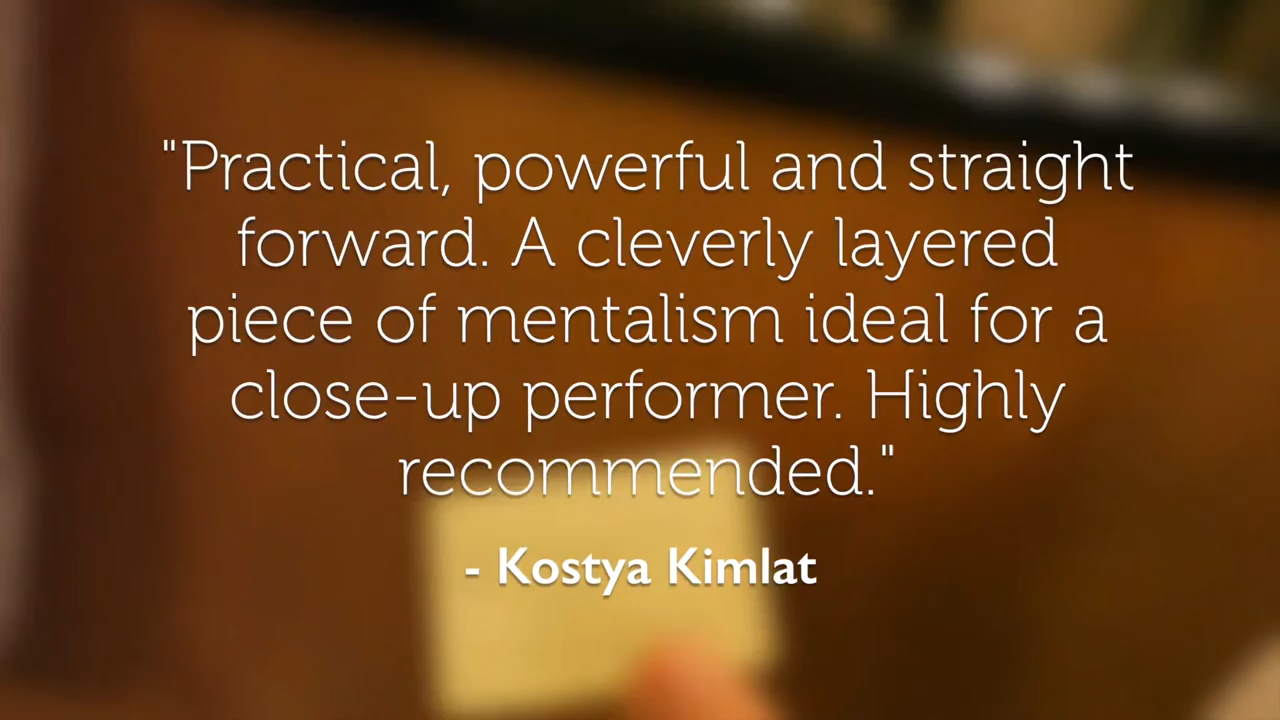 "Practical, powerful and straight
forward. A cleverly layered
piece of mentalism ideal for a
close-up performer. Highly
recommended."
- Kostya Kimlat